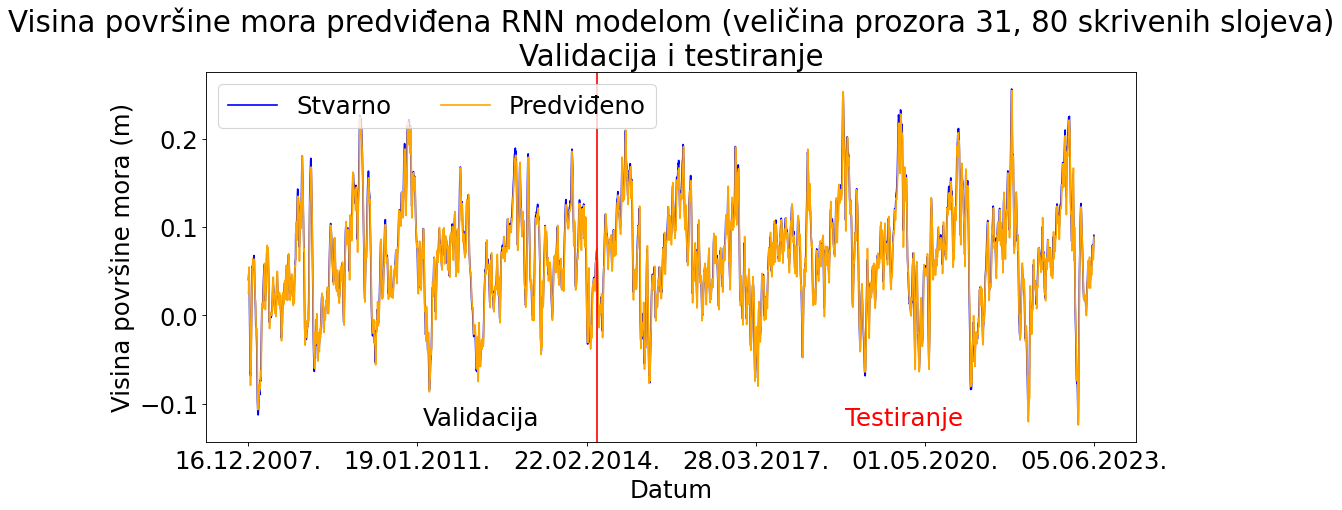 Visina površine mora predviđena RNN modelom (veličina prozora 31, 80 skrivenih slojeva)
Validacija i testiranje
Stvarno
Predviđeno
Visina površine mora (m)
0.2
0.1
0.0
−0.1
Validacija
Testiranje
16.12.2007.
19.01.2011.
22.02.2014.
28.03.2017.
01.05.2020.
05.06.2023.
Datum